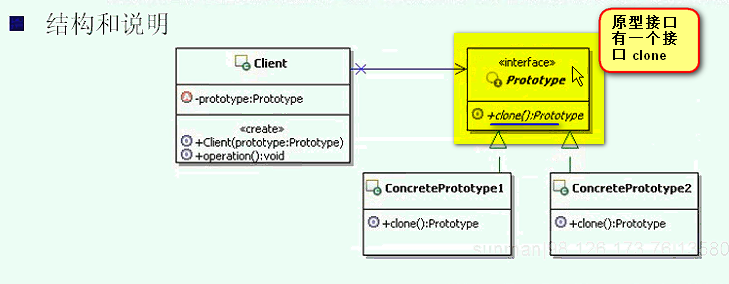 结构和说明
原型接口
有一个接
口 clone
Client
-prototype:Prototype
«create»
+Client(prototype:Prototype)
+operation():void
«interface»
Prototype
+clone():Prototype
ConcretePrototype1
+clone():Prototype
ConcretePrototype2
+clone():Prototype